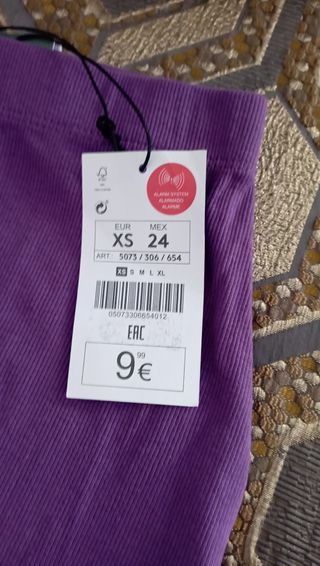 ALARM SYSTEM
ALARMADO
ALARME
EUR MEX
XS 24
ART. 5073 / 306 / 654
XS S M L XL
05073306654012
EAC
9,99 €